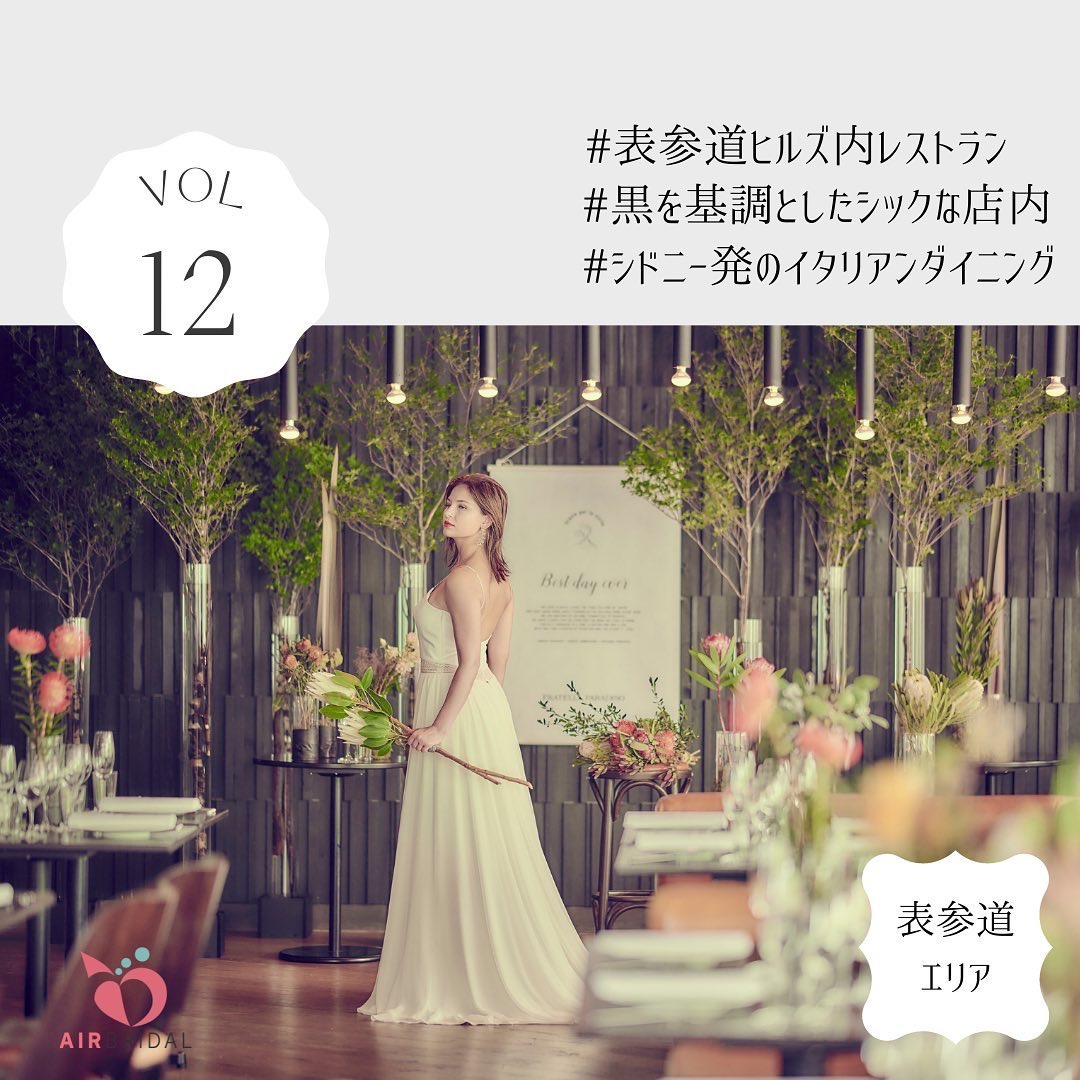 VOL
12
#表参道ヒルズ内レストラン
#黒を基調としたシックな店内
#シドニー発のイタリアンダイニング
Best day ever
FRATELLI PARADISO
表参道
エリア
AIRBRIDAL